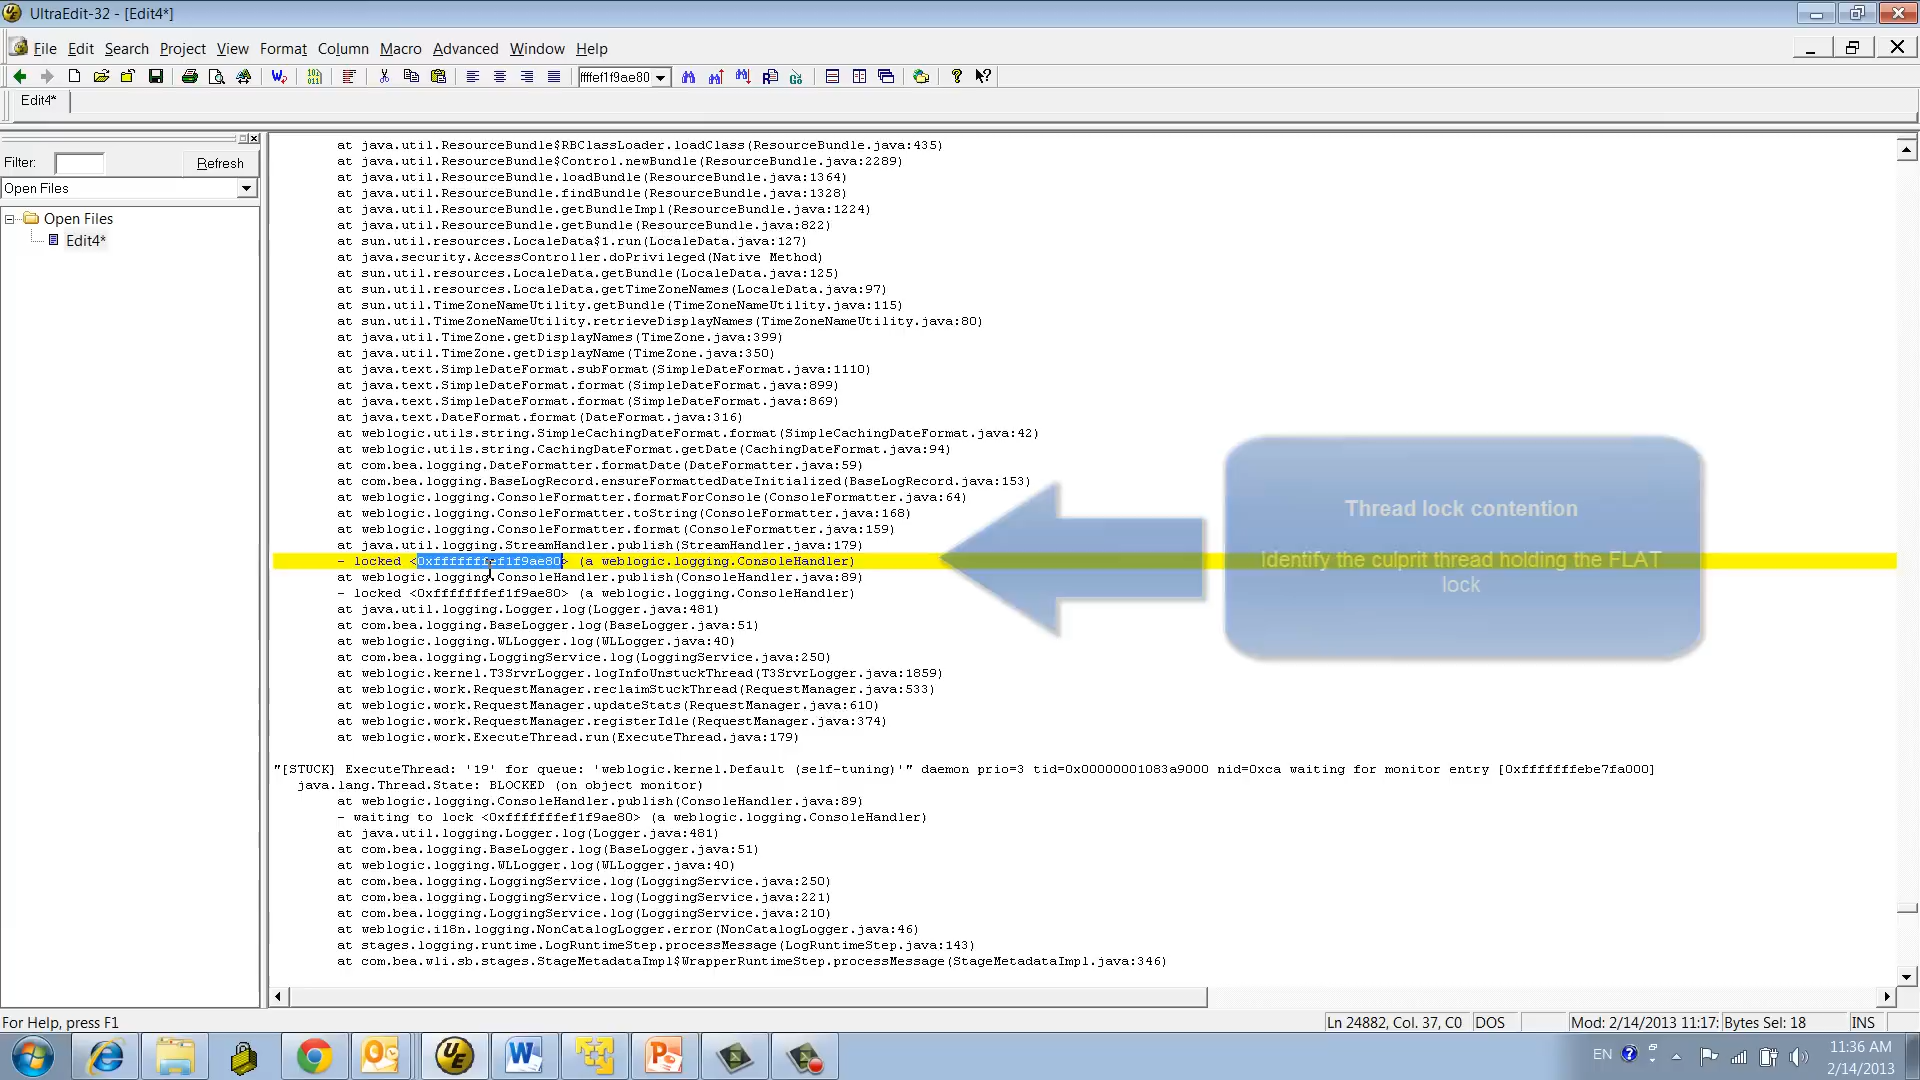 UltraEdit-32 - [Edit4*]
File Edit Search Project View Format Column Macro Advanced Window Help
ffffef1f9ae80
Edit4*
Filter: Refresh
Open Files
Open Files
Edit4*
at java.util.ResourceBundle$RBClassLoader.loadClass(ResourceBundle.java:435)
at java.util.ResourceBundle$Control.newBundle(ResourceBundle.java:2289)
at java.util.ResourceBundle.loadBundle(ResourceBundle.java:1364)
at java.util.ResourceBundle.findBundle(ResourceBundle.java:1328)
at java.util.ResourceBundle.getBundleImpl(ResourceBundle.java:1224)
at java.util.ResourceBundle.getBundle(ResourceBundle.java:822)
at sun.util.resources.LocaleData$1.run(LocaleData.java:127)
at java.security.AccessController.doPrivileged(Native Method)
at sun.util.resources.LocaleData.getBundle(LocaleData.java:125)
at sun.util.resources.LocaleData.getTimeZoneNames(LocaleData.java:97)
at sun.util.TimeZoneNameUtility.getBundle(TimeZoneNameUtility.java:115)
at sun.util.TimeZoneNameUtility.retrieveDisplayNames(TimeZoneNameUtility.java:80)
at java.util.TimeZone.getDisplayNames(TimeZone.java:399)
at java.util.TimeZone.getDisplayName(TimeZone.java:350)
at java.text.SimpleDateFormat.subFormat(SimpleDateFormat.java:1110)
at java.text.SimpleDateFormat.format(SimpleDateFormat.java:899)
at java.text.SimpleDateFormat.format(SimpleDateFormat.java:869)
at java.text.DateFormat.format(DateFormat.java:316)
at weblogic.utils.string.SimpleCachingDateFormat.format(SimpleCachingDateFormat.java:42)
at weblogic.utils.string.CachingDateFormat.getDate(CachingDateFormat.java:94)
at com.bea.logging.DateFormatter.formatDate(DateFormatter.java:59)
at com.bea.logging.BaseLogRecord.ensureFormattedDateInitialized(BaseLogRecord.java:153)
at weblogic.logging.ConsoleFormatter.formatForConsole(ConsoleFormatter.java:64)
at weblogic.logging.ConsoleFormatter.toString(ConsoleFormatter.java:168)
at weblogic.logging.ConsoleFormatter.format(ConsoleFormatter.java:159)
at java.util.logging.StreamHandler.publish(StreamHandler.java:179)
- locked <0xfffffffef1f9ae80> (a weblogic.logging.ConsoleHandler)
at weblogic.logging.ConsoleHandler.publish(ConsoleHandler.java:89)
- locked <0xfffffffef1f9ae80> (a weblogic.logging.ConsoleHandler)
at java.util.logging.Logger.log(Logger.java:481)
at com.bea.logging.BaseLogger.log(BaseLogger.java:51)
at weblogic.logging.WLLogger.log(WLLogger.java:40)
at com.bea.logging.LoggingService.log(LoggingService.java:250)
at weblogic.kernel.T3SrvrLogger.logInfoUnstuckThread(T3SrvrLogger.java:1859)
at weblogic.work.RequestManager.reclaimStuckThread(RequestManager.java:533)
at weblogic.work.RequestManager.updateStats(RequestManager.java:610)
at weblogic.work.RequestManager.registerIdle(RequestManager.java:374)
at weblogic.work.ExecuteThread.run(ExecuteThread.java:179)
"[STUCK] ExecuteThread: '19' for queue: 'weblogic.kernel.Default (self-tuning)'" daemon prio=3 tid=0x00000001083a9000 nid=0xca waiting for monitor entry [0xfffffffebe7fa000]
java.lang.Thread.State: BLOCKED (on object monitor)
at weblogic.logging.ConsoleHandler.publish(ConsoleHandler.java:89)
- waiting to lock <0xfffffffef1f9ae80> (a weblogic.logging.ConsoleHandler)
at java.util.logging.Logger.log(Logger.java:481)
at com.bea.logging.BaseLogger.log(BaseLogger.java:51)
at weblogic.logging.WLLogger.log(WLLogger.java:40)
at com.bea.logging.LoggingService.log(LoggingService.java:250)
at com.bea.logging.LoggingService.log(LoggingService.java:221)
at com.bea.logging.LoggingService.log(LoggingService.java:210)
at weblogic.i18n.logging.NonCatalogLogger.error(NonCatalogLogger.java:46)
at stages.logging.runtime.LogRuntimeStep.processMessage(LogRuntimeStep.java:143)
at com.bea.wli.sb.stages.StageMetadataImpl$WrapperRuntimeStep.processMessage(StageMetadataImpl.java:346)
Thread lock contention
Identify the culprit thread holding the FLAT
lock
For Help, press F1
Ln 24882, Col. 37, C0 DOS Mod: 2/14/2013 11:17: Bytes Sel: 18 INS
EN
11:36 AM
2/14/2013